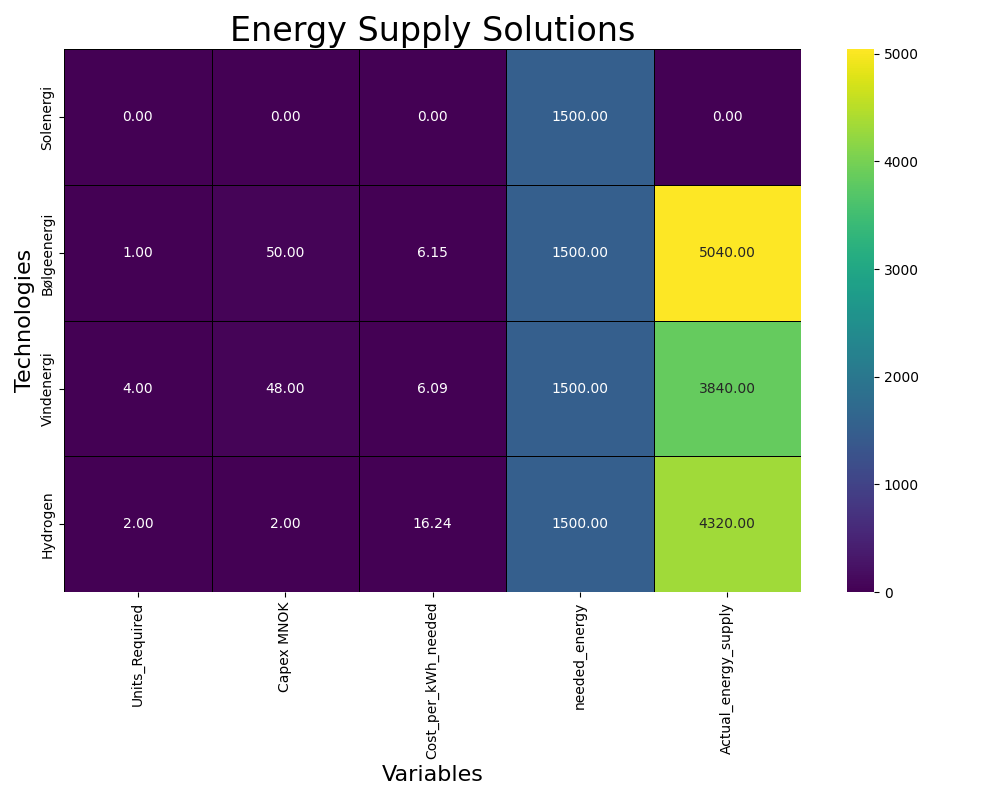 Energy Supply Solutions
Technologies
Solenergi
0.00 0.00 0.00 1500.00 0.00
Bølgeenergi
1.00 50.00 6.15 1500.00 5040.00
Vindenergi
4.00 48.00 6.09 1500.00 3840.00
Hydrogen
2.00 2.00 16.24 1500.00 4320.00
Units_Required
Capex MNOK
Cost_per_kWh_needed
needed_energy
Actual_energy_supply
Variables
5000
4000
3000
2000
1000
0